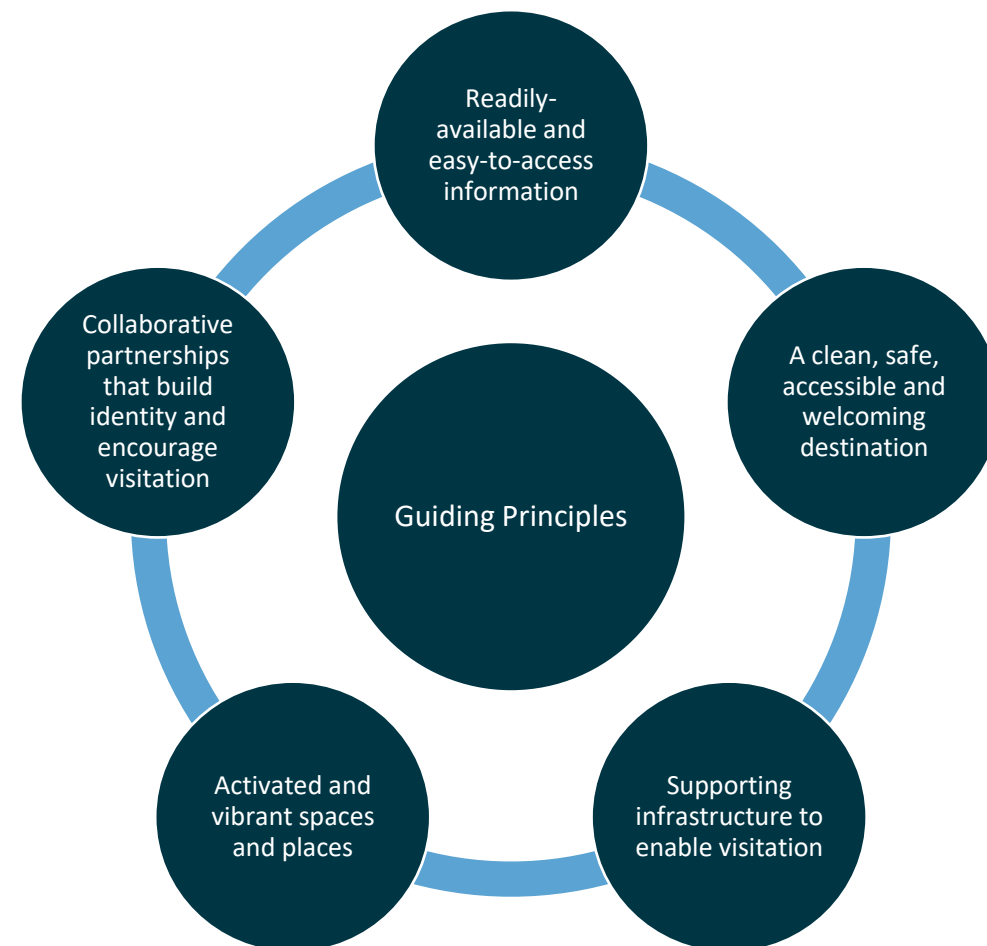 Readily-
available and
easy-to-access
information
A clean, safe,
accessible and
welcoming
destination
Supporting
infrastructure to
enable visitation
Activated and
vibrant spaces
and places
Collaborative
partnerships
that build
identity and
encourage
visitation
Guiding Principles